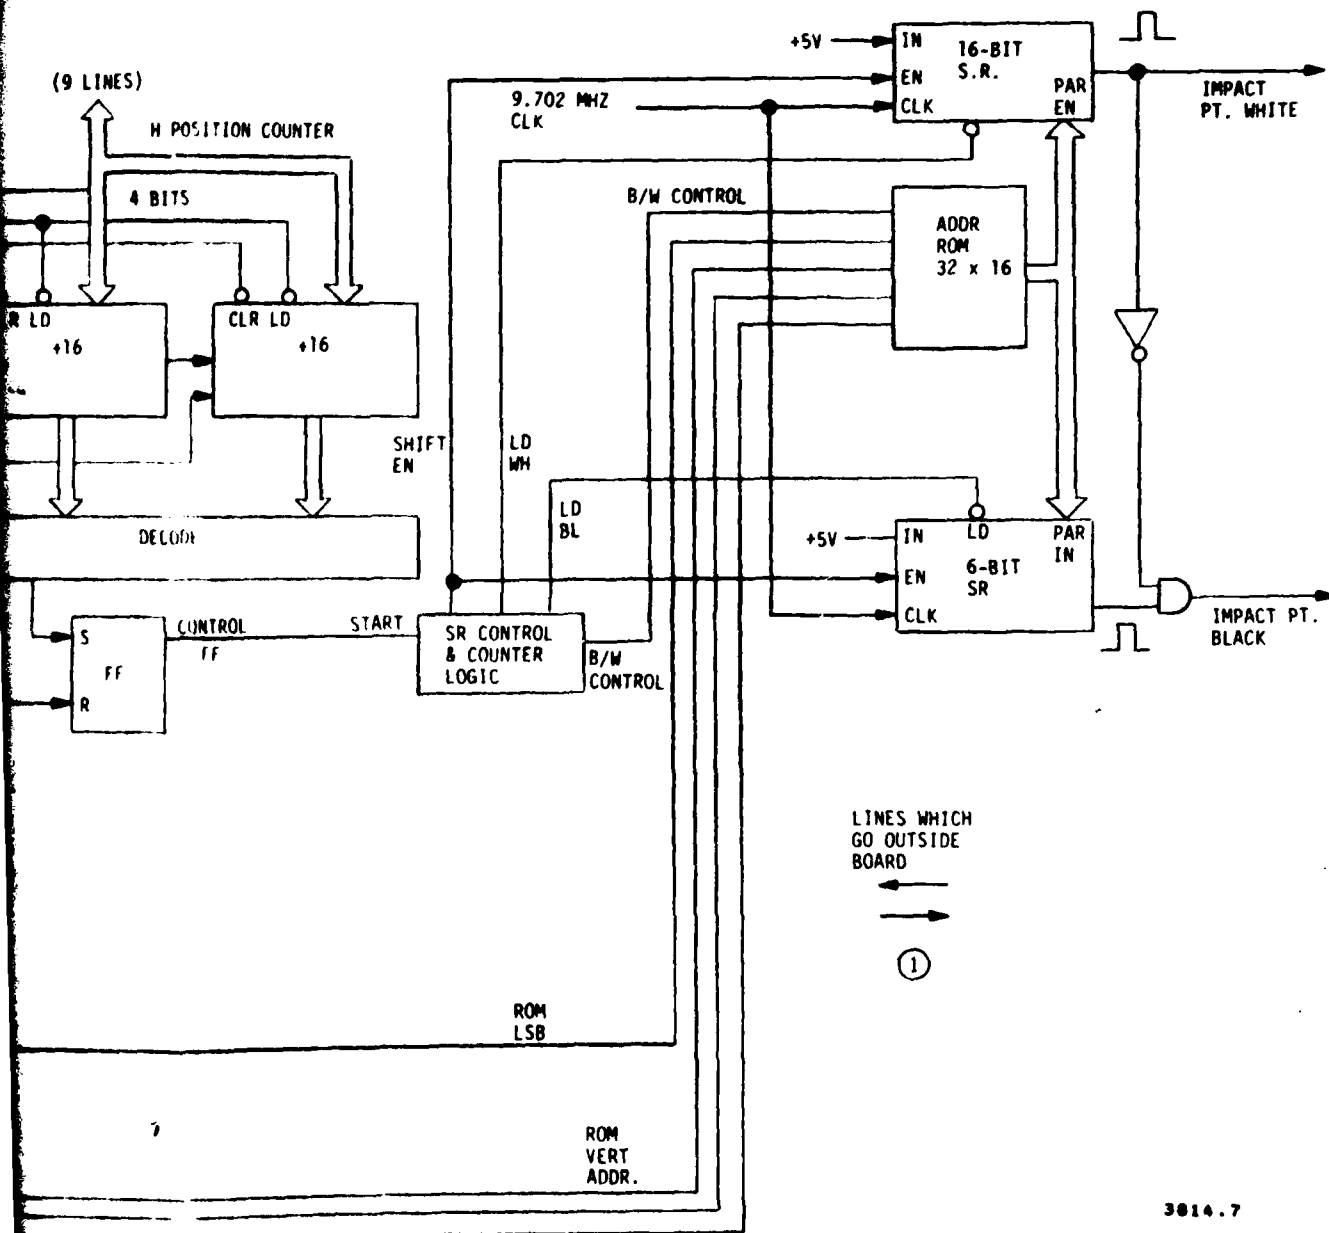 +5V
IN
16-BIT
S.R.
EN
PAR
EN
CLK
9.702 MHZ
CLK
IMPACT
PT. WHITE
(9 LINES)
H POSITION COUNTER
4 BITS
B/W CONTROL
ADDR
ROM
32 x 16
R LD
+16
CLR LD
+16
SHIFT
EN
LD
WH
LD
BL
DECODE
+5V
IN
LD
PAR
IN
EN
6-BIT
SR
CLK
IMPACT PT.
BLACK
S
FF
R
CONTROL
FF
START
SR CONTROL
& COUNTER
LOGIC
B/W
CONTROL
LINES WHICH
GO OUTSIDE
BOARD
1
ROM
LSB
ROM
VERT
ADDR.
3814.7